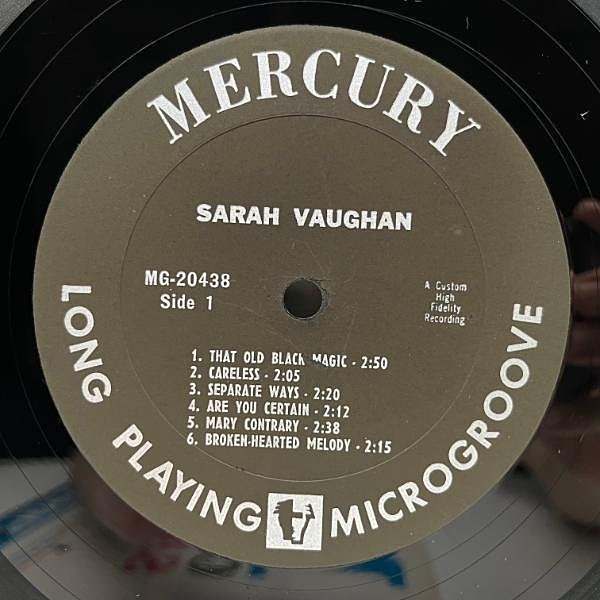 MERCURY
SARAH VAUGHAN
MG-20438
Side 1
A Custom
High
Fidelity
Recording
1. THAT OLD BLACK MAGIC - 2:50
2. CARELESS - 2:05
3. SEPARATE WAYS - 2:20
4. ARE YOU CERTAIN - 2:12
5. MARY CONTRARY - 2:38
6. BROKEN-HEARTED MELODY - 2:15
LONG PLAYING MICROGROOVE